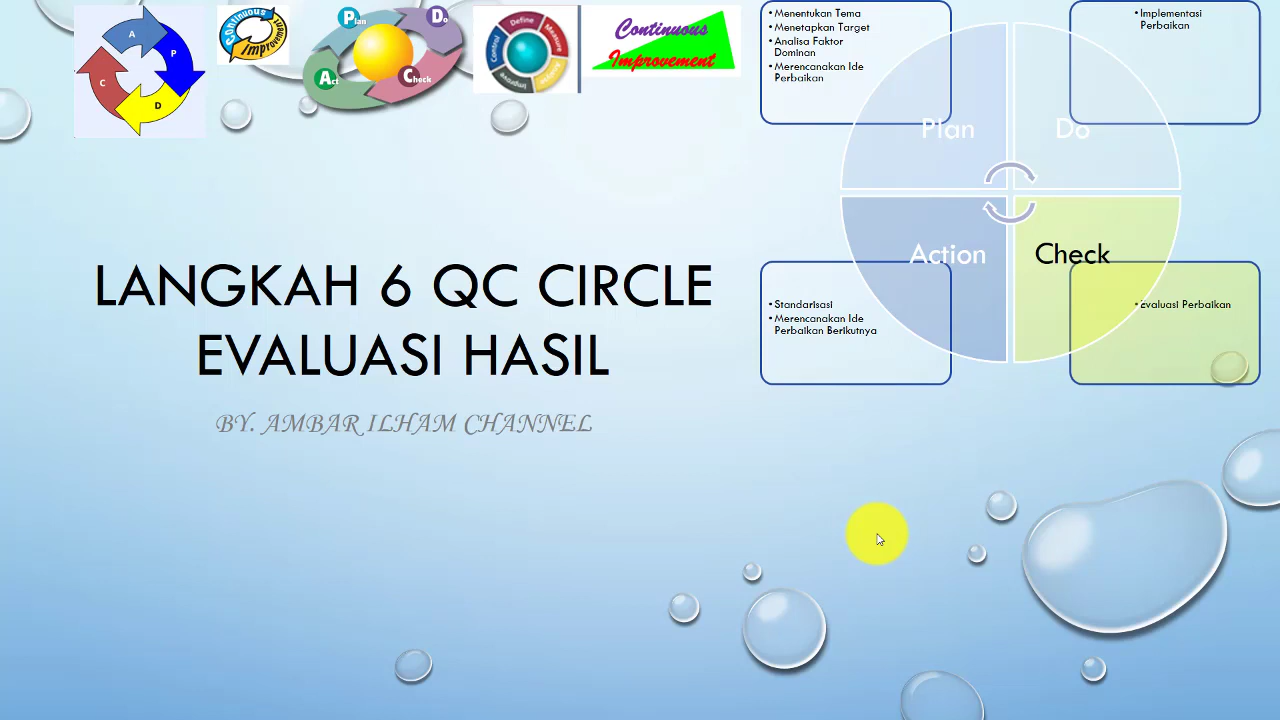 A
P
D
C
Continuous
Improvement
Plan
Do
Act
Check
Define
Measure
Improve
Control
Continuous
Improvement
• Menentukan Tema
• Menetapkan Target
• Analisa Faktor
Dominan
• Merencanakan Ide
Perbaikan
• Implementasi
Perbaikan
Plan
Do
Action
Check
• Standarisasi
• Merencanakan Ide
Perbaikan Berikutnya
• Evaluasi Perbaikan
LANGKAH 6 QC CIRCLE
EVALUASI HASIL
BY. AMBAR ILHAM CHANNEL